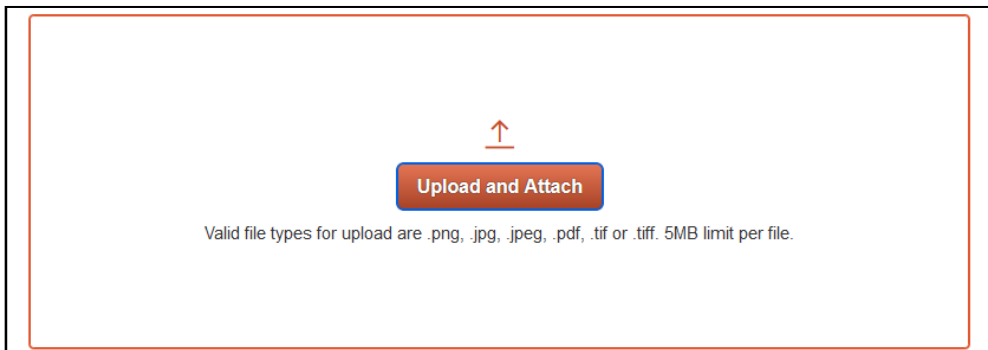 Upload and Attach
Valid file types for upload are .png, .jpg, .jpeg, .pdf, .tif or .tiff. 5MB limit per file.